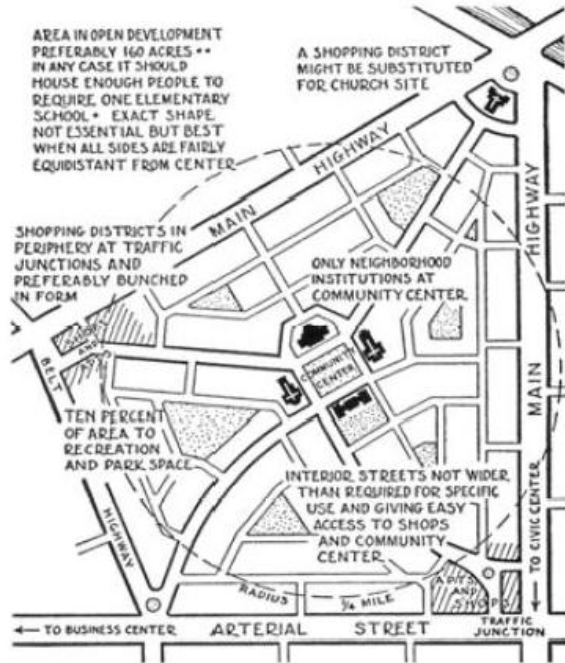 AREA IN OPEN DEVELOPMENT
PREFERABLY 160 ACRES **
IN ANY CASE IT SHOULD
HOUSE ENOUGH PEOPLE TO
REQUIRE ONE ELEMENTARY
SCHOOL * EXACT SHAPE
NOT ESSENTIAL BUT BEST
WHEN ALL SIDES ARE FAIRLY
EQUIDISTANT FROM CENTER
A SHOPPING DISTRICT
MIGHT BE SUBSTITUTED
FOR CHURCH SITE
MAIN HIGHWAY
SHOPPING DISTRICTS IN
PERIPHERY AT TRAFFIC
JUNCTIONS AND
PREFERABLY BUNCHED
IN FORM
ONLY NEIGHBORHOOD
INSTITUTIONS AT
COMMUNITY CENTER
MAIN HIGHWAY
SHOPS
AND
COMMUNITY
CENTER
BELT HIGHWAY
TEN PERCENT
OF AREA TO
RECREATION
AND PARK SPACE
INTERIOR STREETS NOT WIDER
THAN REQUIRED FOR SPECIFIC
USE AND GIVING EASY
ACCESS TO SHOPS
AND COMMUNITY
CENTER
TO CIVIC CENTER
RADIUS 1/4 MILE
APTS
AND
SHOPS
TO BUSINESS CENTER
ARTERIAL STREET
TRAFFIC
JUNCTION